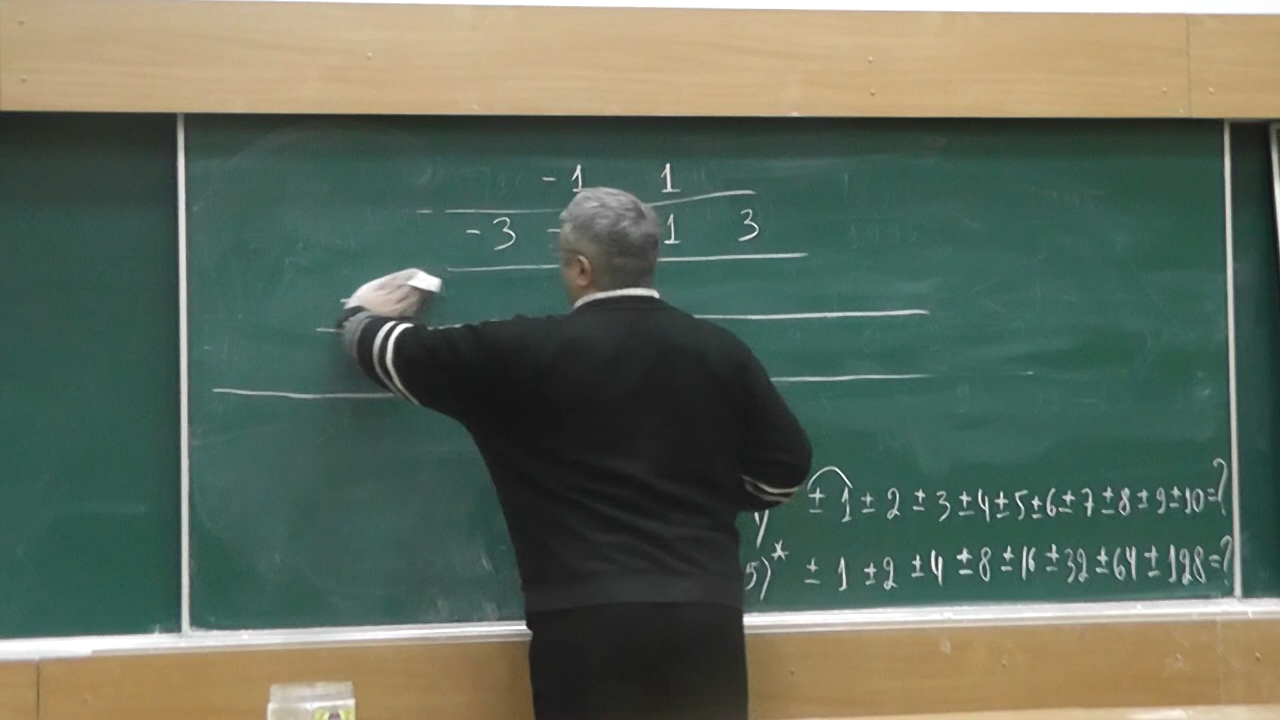 -1 1
-3 - 1 3
± 1 ± 2 ± 3 ± 4 ± 5 ± 6 ± 7 ± 8 ± 9 ± 10 = ?
5)* ± 1 ± 2 ± 4 ± 8 ± 16 ± 32 ± 64 ± 128 = ?